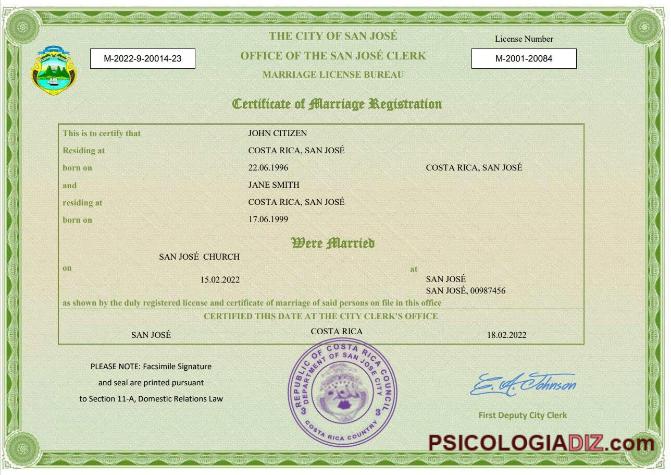 THE CITY OF SAN JOSÉ
License Number
M-2022-9-20014-23
OFFICE OF THE SAN JOSÉ CLERK
M-2001-20084
MARRIAGE LICENSE BUREAU
Certificate of Marriage Registration
This is to certify that JOHN CITIZEN
Residing at COSTA RICA, SAN JOSÉ
born on 22.06.1996 COSTA RICA, SAN JOSÉ
and JANE SMITH
residing at COSTA RICA, SAN JOSÉ
born on 17.06.1999
Were Married
SAN JOSÉ CHURCH
on at
15.02.2022 SAN JOSÉ
SAN JOSÉ, 00987456
as shown by the duly registered license and certificate of marriage of said persons on file in this office
CERTIFIED THIS DATE AT THE CITY CLERK'S OFFICE
SAN JOSÉ COSTA RICA 18.02.2022
PLEASE NOTE: Facsimile Signature
and seal are printed pursuant
to Section 11-A, Domestic Relations Law
REPUBLIC OF COSTA RICA COUNCIL
DEPARTMENT OF SAN JOSE CITY
3 3
COSTA RICA COUNTRY
E. A. Johnson
First Deputy City Clerk
PSICOLOGIADIZ.com